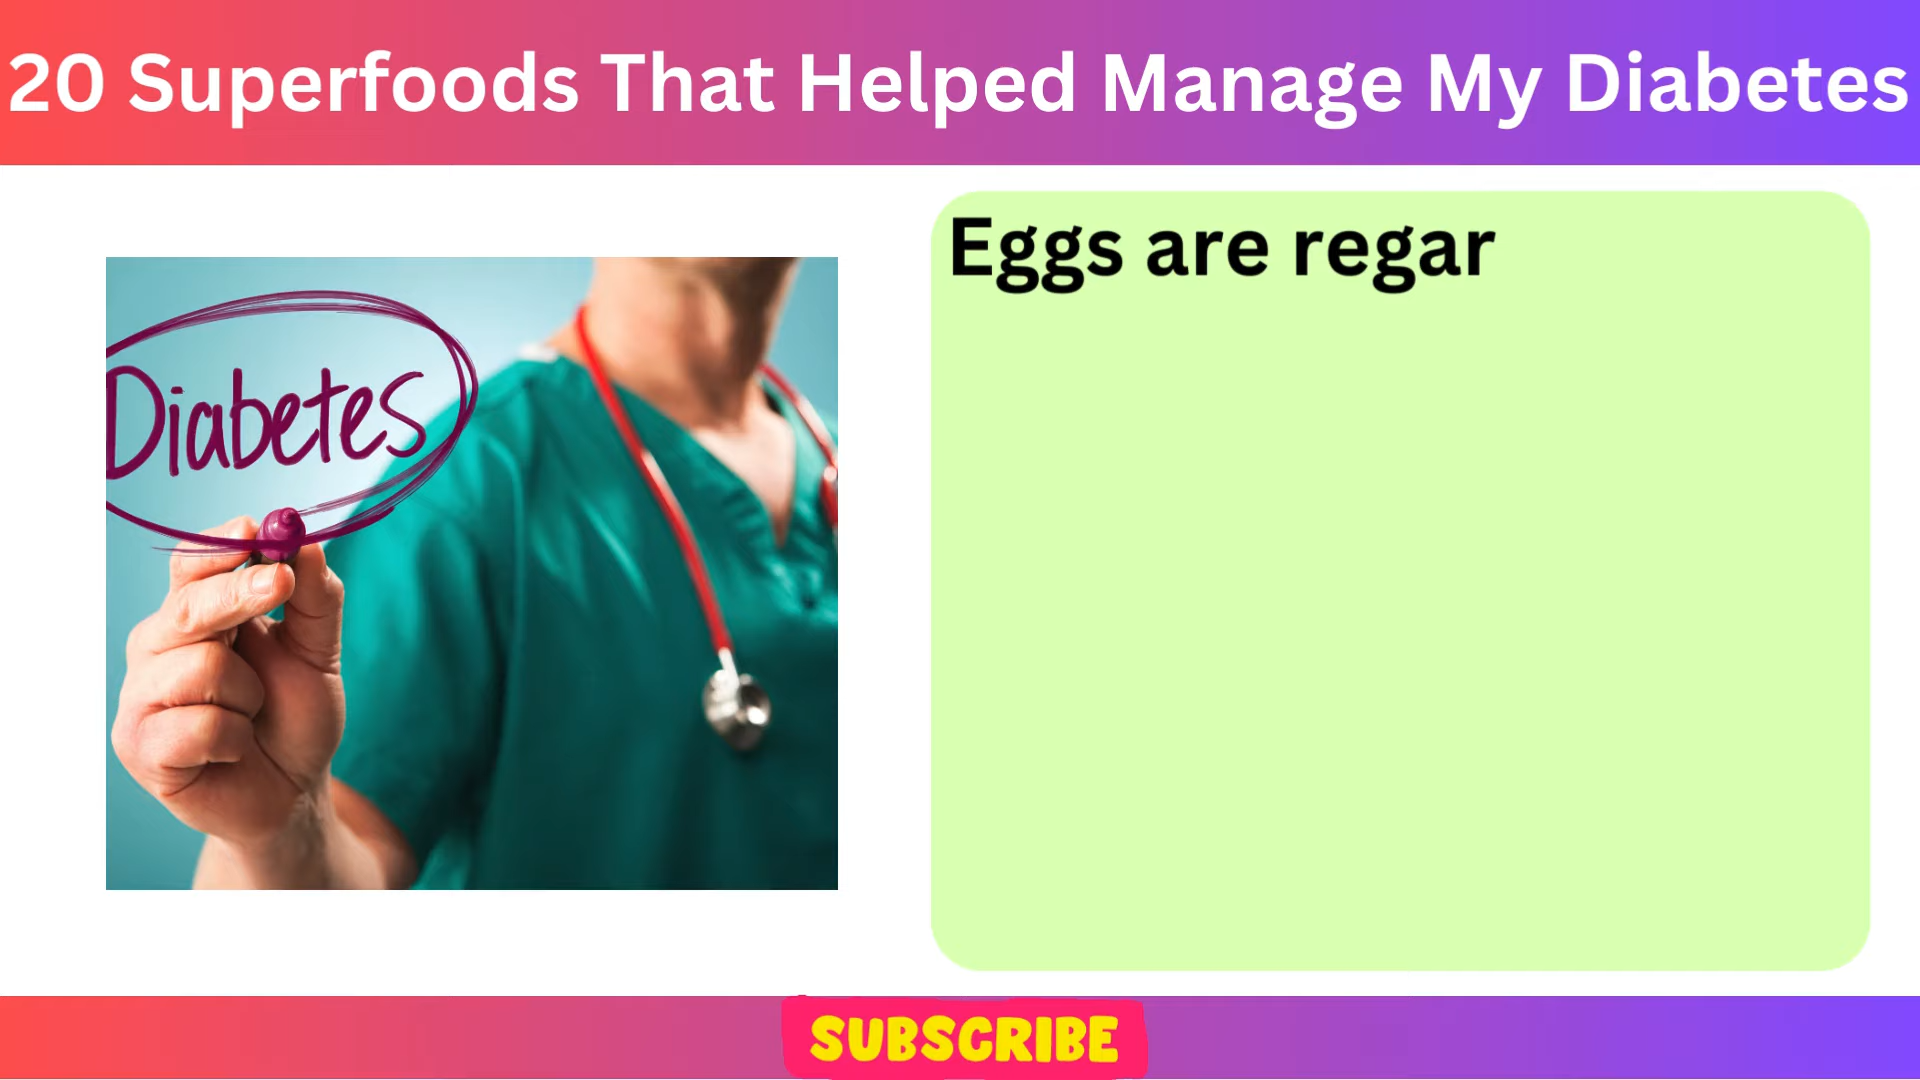 20 Superfoods That Helped Manage My Diabetes
Diabetes
Eggs are regar
SUBSCRIBE